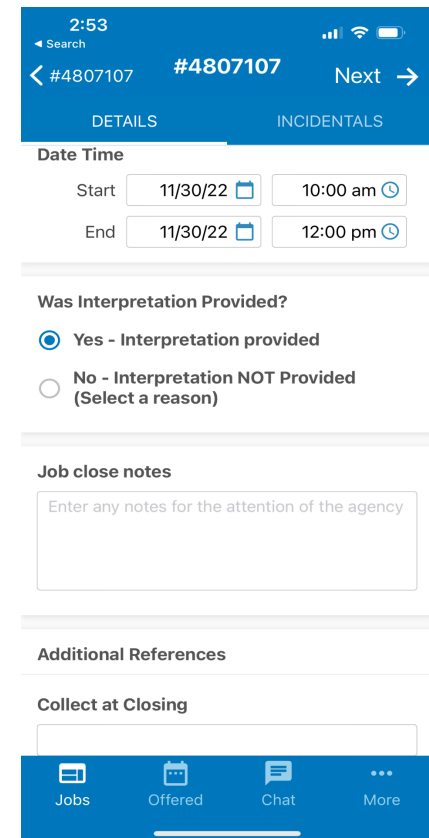 2:53
◄ Search
#4807107
#4807107
Next →
DETAILS
INCIDENTALS
Date Time
Start 11/30/22 10:00 am
End 11/30/22 12:00 pm
Was Interpretation Provided?
Yes - Interpretation provided
No - Interpretation NOT Provided
(Select a reason)
Job close notes
Enter any notes for the attention of the agency
Additional References
Collect at Closing
Jobs
Offered
Chat
More